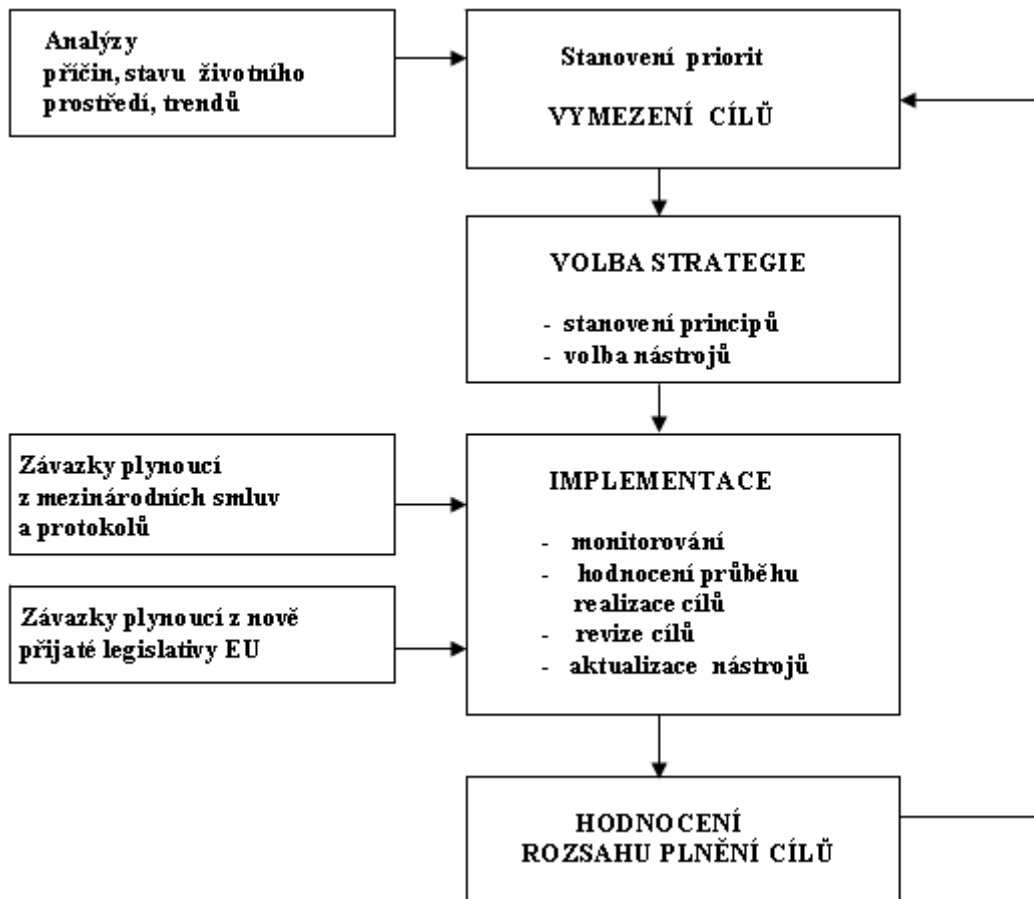 Analýzy
příčin, stavu životního
prostředí, trendů
Stanovení priorit
VYMEZENÍ CÍLŮ
VOLBA STRATEGIE
- stanovení principů
- volba nástrojů
Závazky plynoucí
z mezinárodních smluv
a protokolů
Závazky plynoucí z nově
přijaté legislativy EU
IMPLEMENTACE
- monitorování
- hodnocení průběhu
realizace cílů
- revize cílů
- aktualizace nástrojů
HODNOCENÍ
ROZSAHU PLNĚNÍ CÍLŮ